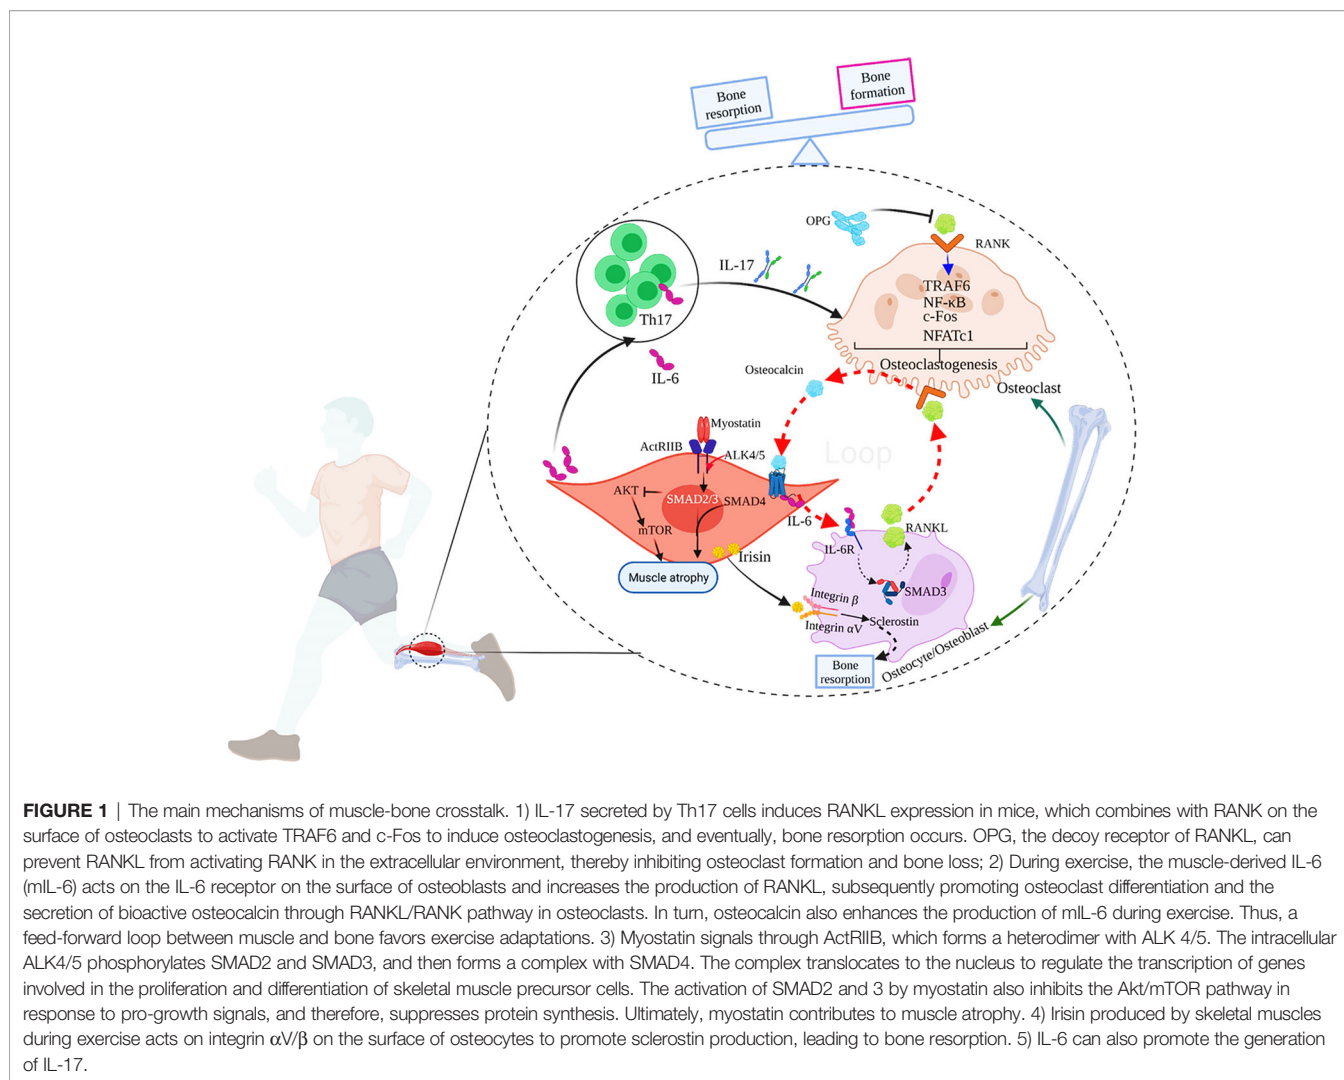 Bone
resorption
Bone
formation
OPG
RANK
IL-17
TRAF6
NF-κB
c-Fos
NFATc1
Th17
Osteoclastogenesis
IL-6
Osteocalcin
Osteoclast
Myostatin
ActRIIB
ALK4/5
Loop
AKT
SMAD2/3
SMAD4
mTOR
IL-6
RANKL
IL-6R
Irisin
Muscle atrophy
SMAD3
Integrin β
Integrin αV
Sclerostin
Bone
resorption
Osteocyte/Osteoblast
FIGURE 1 | The main mechanisms of muscle-bone crosstalk. 1) IL-17 secreted by Th17 cells induces RANKL expression in mice, which combines with RANK on the
surface of osteoclasts to activate TRAF6 and c-Fos to induce osteoclastogenesis, and eventually, bone resorption occurs. OPG, the decoy receptor of RANKL, can
prevent RANKL from activating RANK in the extracellular environment, thereby inhibiting osteoclast formation and bone loss; 2) During exercise, the muscle-derived IL-6
(mIL-6) acts on the IL-6 receptor on the surface of osteoblasts and increases the production of RANKL, subsequently promoting osteoclast differentiation and the
secretion of bioactive osteocalcin through RANKL/RANK pathway in osteoclasts. In turn, osteocalcin also enhances the production of mIL-6 during exercise. Thus, a
feed-forward loop between muscle and bone favors exercise adaptations. 3) Myostatin signals through ActRIIB, which forms a heterodimer with ALK 4/5. The intracellular
ALK4/5 phosphorylates SMAD2 and SMAD3, and then forms a complex with SMAD4. The complex translocates to the nucleus to regulate the transcription of genes
involved in the proliferation and differentiation of skeletal muscle precursor cells. The activation of SMAD2 and 3 by myostatin also inhibits the Akt/mTOR pathway in
response to pro-growth signals, and therefore, suppresses protein synthesis. Ultimately, myostatin contributes to muscle atrophy. 4) Irisin produced by skeletal muscles
during exercise acts on integrin αV/β on the surface of osteocytes to promote sclerostin production, leading to bone resorption. 5) IL-6 can also promote the generation
of IL-17.